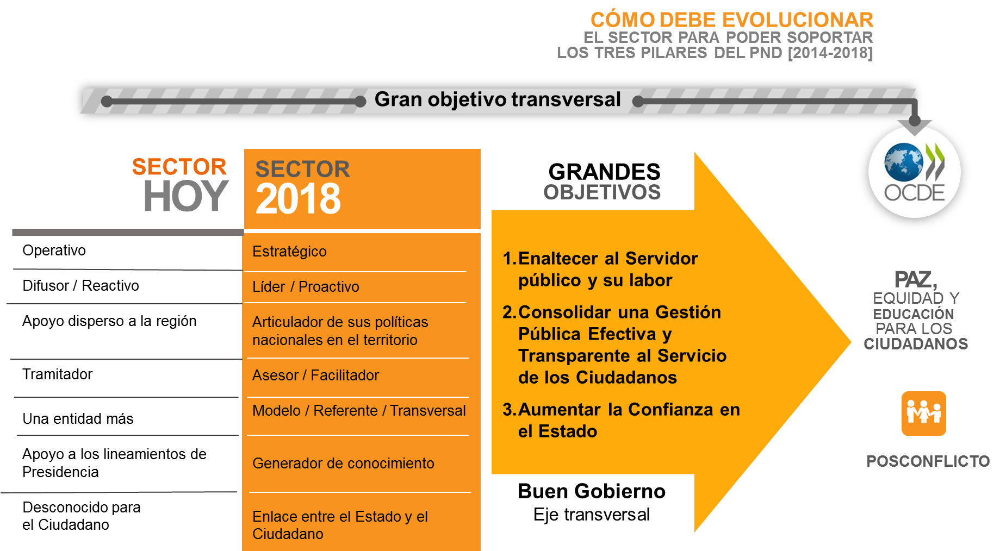 CÓMO DEBE EVOLUCIONAR
EL SECTOR PARA PODER SOPORTAR
LOS TRES PILARES DEL PND [2014-2018]
Gran objetivo transversal
SECTOR
HOY
SECTOR
2018
GRANDES
OBJETIVOS
OCDE
Operativo
Estratégico
Difusor / Reactivo
Líder / Proactivo
Apoyo disperso a la región
Articulador de sus políticas
nacionales en el territorio
Tramitador
Asesor / Facilitador
Una entidad más
Modelo / Referente / Transversal
Apoyo a los lineamientos de
Presidencia
Generador de conocimiento
Desconocido para
el Ciudadano
Enlace entre el Estado y el
Ciudadano
1. Enaltecer al Servidor
público y su labor
2. Consolidar una Gestión
Pública Efectiva y
Transparente al Servicio
de los Ciudadanos
3. Aumentar la Confianza en
el Estado
Buen Gobierno
Eje transversal
PAZ,
EQUIDAD Y
EDUCACIÓN
PARA LOS
CIUDADANOS
POSCONFLICTO